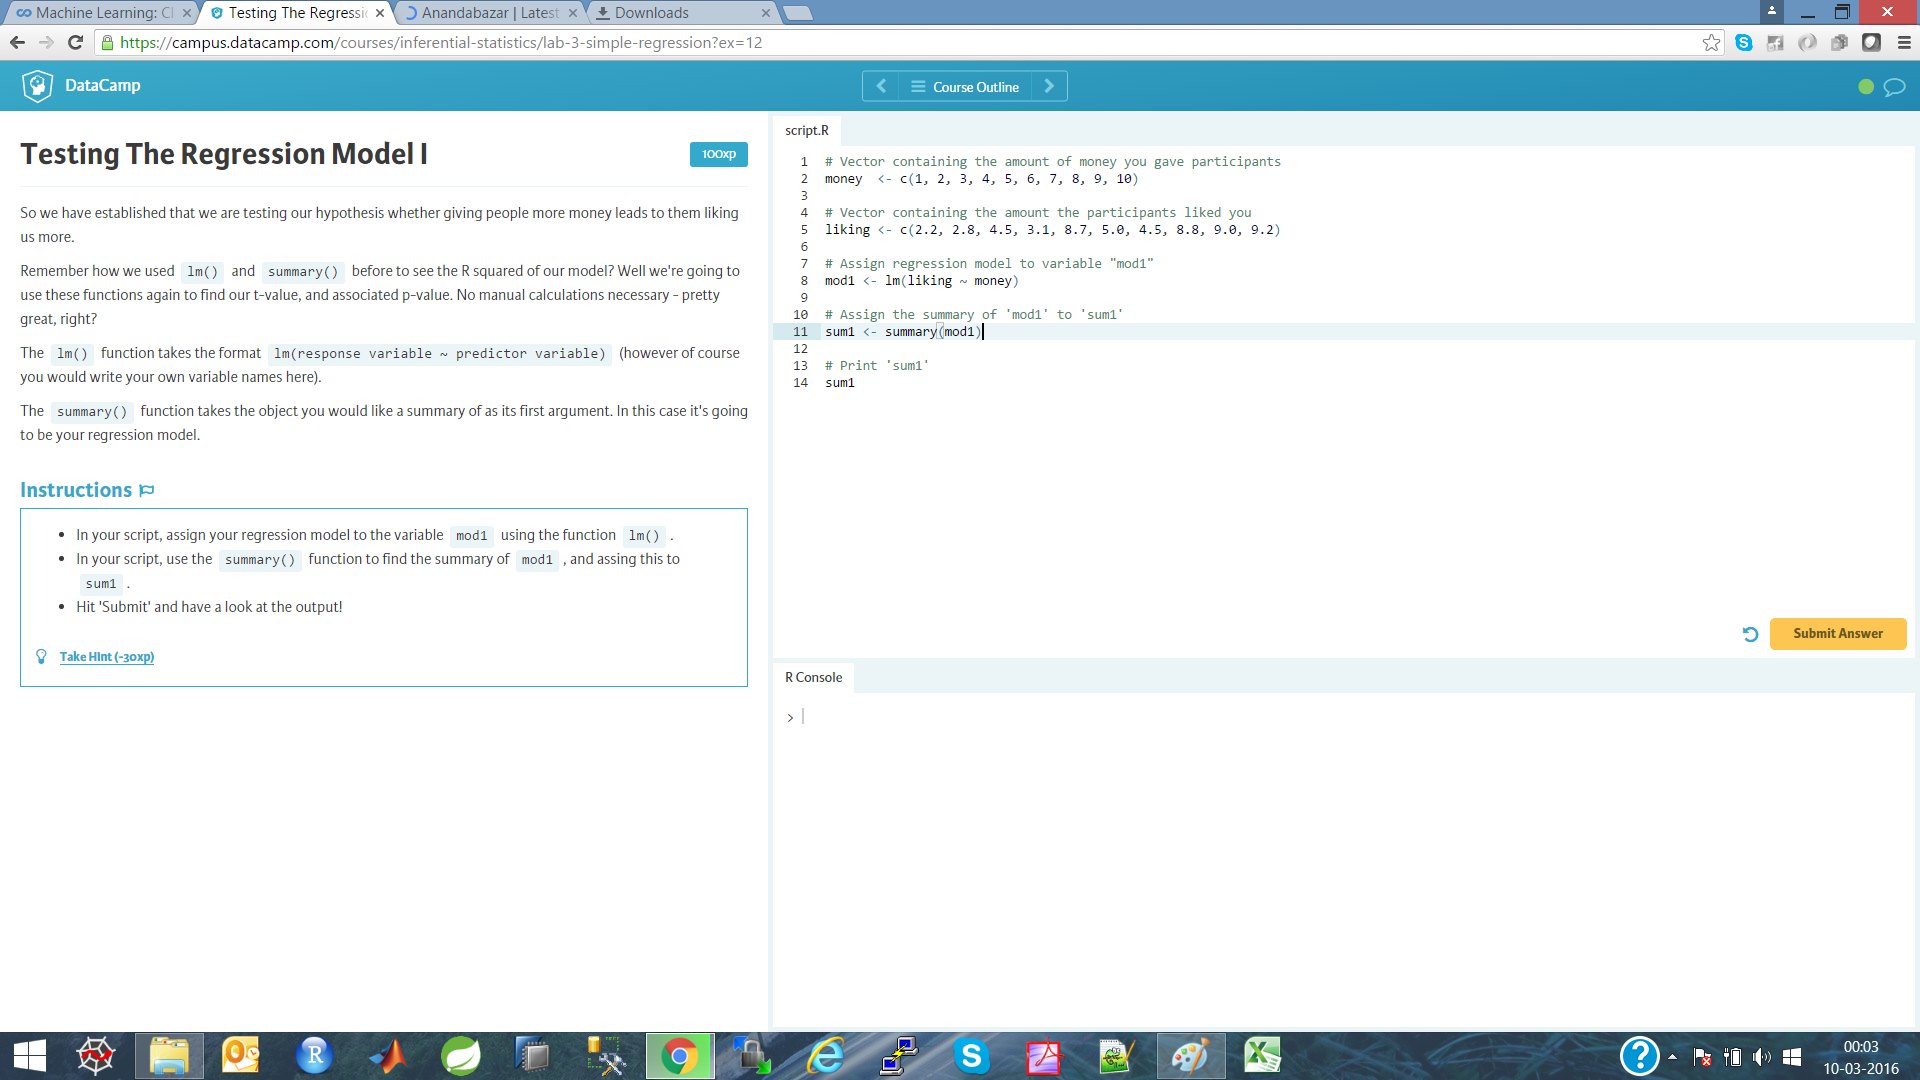 Machine Learning: Cl
Testing The Regressi
Anandabazar | Latest
Downloads
https://campus.datacamp.com/courses/inferential-statistics/lab-3-simple-regression?ex=12
DataCamp
Course Outline
Testing The Regression Model I
100xp
So we have established that we are testing our hypothesis whether giving people more money leads to them liking
us more.
Remember how we used lm() and summary() before to see the R squared of our model? Well we're going to
use these functions again to find our t-value, and associated p-value. No manual calculations necessary - pretty
great, right?
The lm() function takes the format lm(response variable ~ predictor variable) (however of course
you would write your own variable names here).
The summary() function takes the object you would like a summary of as its first argument. In this case it's going
to be your regression model.
Instructions
• In your script, assign your regression model to the variable mod1 using the function lm() .
• In your script, use the summary() function to find the summary of mod1 , and assing this to
sum1 .
• Hit 'Submit' and have a look at the output!
Take Hint (-30xp)
script.R
1 # Vector containing the amount of money you gave participants
2 money  <- c(1, 2, 3, 4, 5, 6, 7, 8, 9, 10)
3
4 # Vector containing the amount the participants liked you
5 liking <- c(2.2, 2.8, 4.5, 3.1, 8.7, 5.0, 4.5, 8.8, 9.0, 9.2)
6
7 # Assign regression model to variable "mod1"
8 mod1 <- lm(liking ~ money)
9
10 # Assign the summary of 'mod1' to 'sum1'
11 sum1 <- summary(mod1)
12
13 # Print 'sum1'
14 sum1
Submit Answer
R Console
>
00:03
10-03-2016